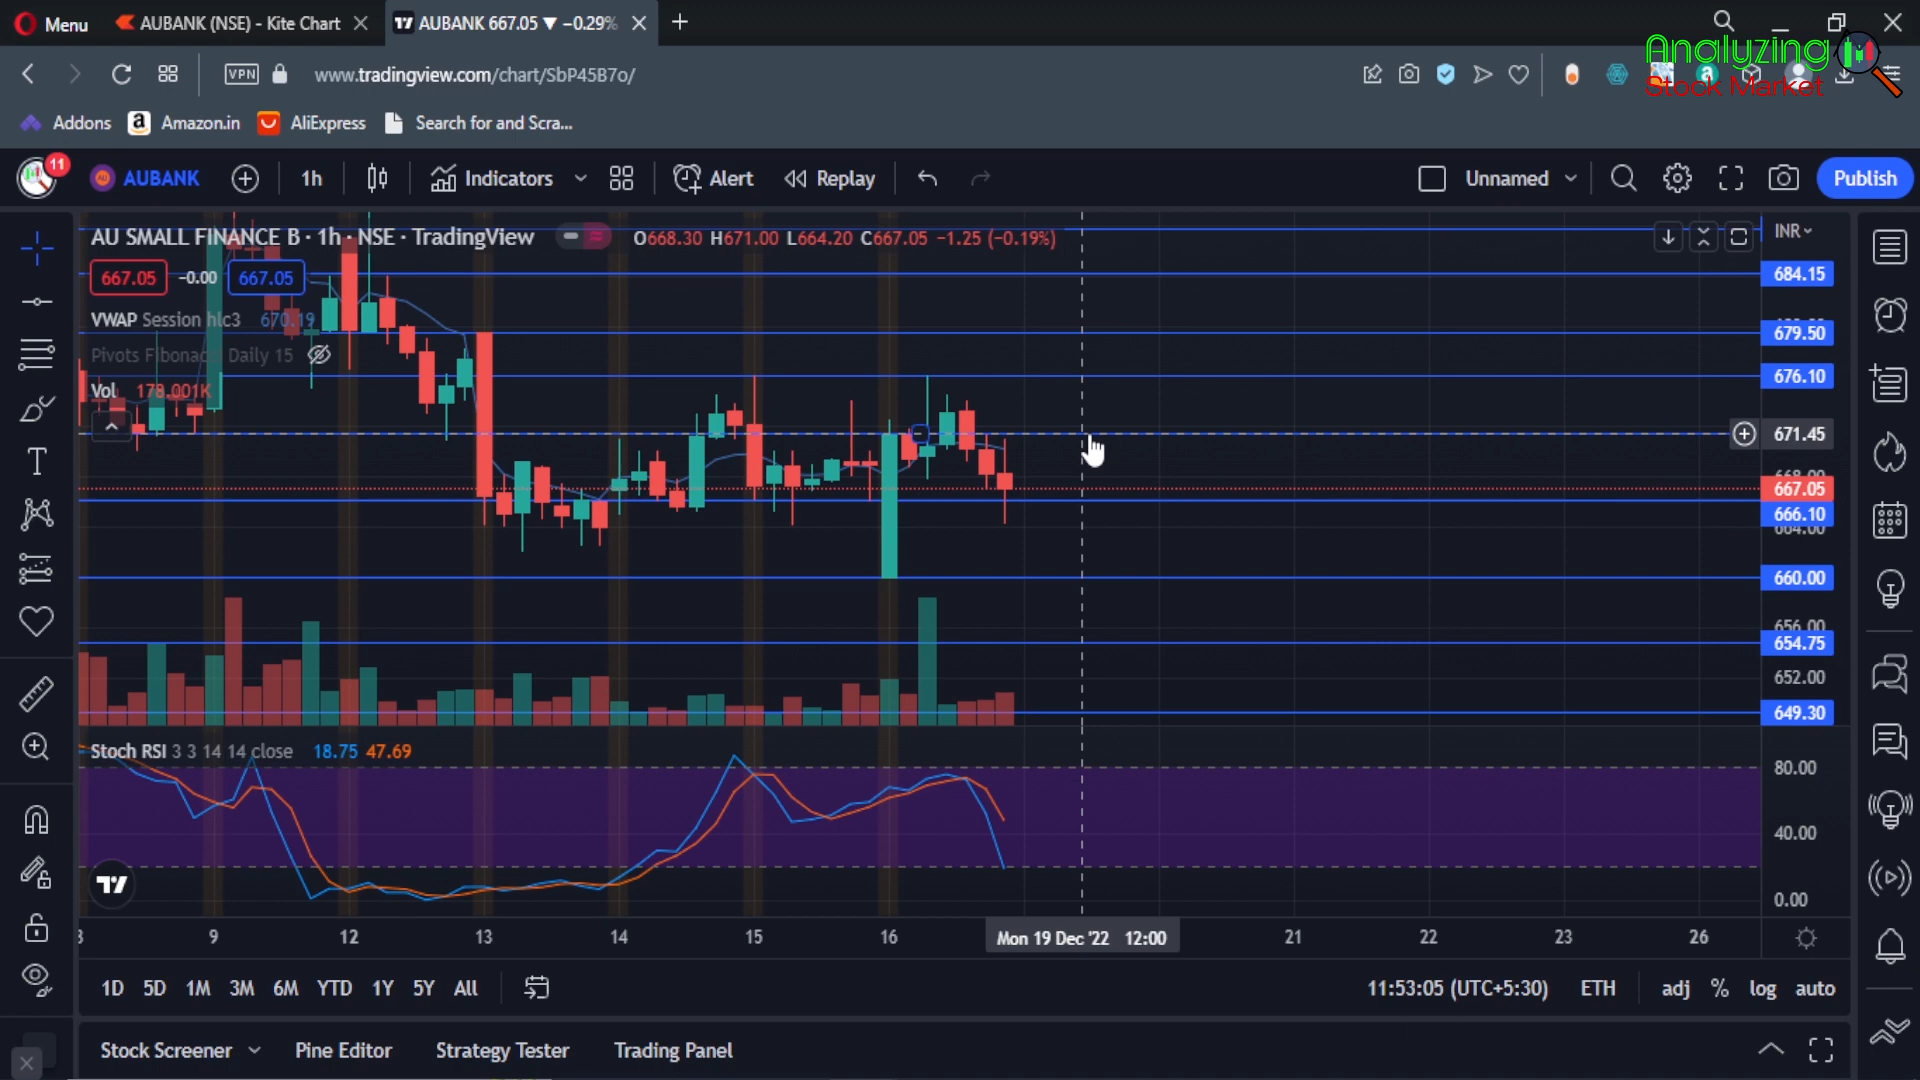 Menu
AUBANK (NSE) - Kite Chart
AUBANK 667.05 ▼ −0.29%
Analyzing
Stock Market
VPN
www.tradingview.com/chart/SbP45B7o/
Addons
Amazon.in
AliExpress
Search for and Scra...
11
AUBANK
1h
Indicators
Alert
Replay
Unnamed
Publish
AU SMALL FINANCE B · 1h · NSE · TradingView
O668.30 H671.00 L664.20 C667.05 −1.25 (−0.19%)
INR
667.05 −0.00 667.05
VWAP Session hlc3 670.19
Pivots Fibonacci Daily 15
Vol 178.001K
684.15
679.50
676.10
671.45
668.00
667.05
666.10
664.00
660.00
656.00
654.75
652.00
649.30
Stoch RSI 3 3 14 14 close 18.75 47.69
80.00
40.00
0.00
9 12 13 14 15 16 Mon 19 Dec '22 12:00 21 22 23 26
1D 5D 1M 3M 6M YTD 1Y 5Y All
11:53:05 (UTC+5:30) ETH adj % log auto
Stock Screener Pine Editor Strategy Tester Trading Panel